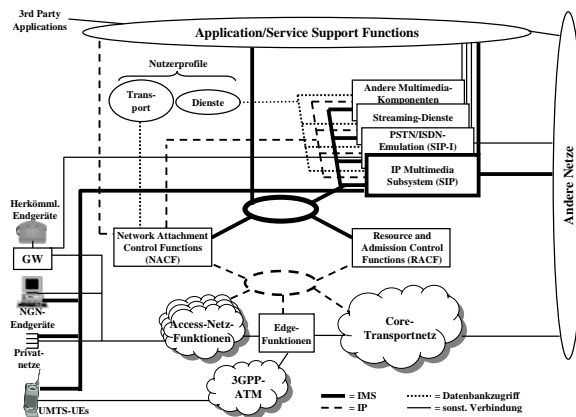 3rd Party
Applications
Application/Service Support Functions
Nutzerprofile
Trans-
port
Dienste
Andere Multimedia-
Komponenten
Streaming-Dienste
PSTN/ISDN-
Emulation (SIP-I)
IP Multimedia
Subsystem (SIP)
Andere Netze
Herkömml.
Endgeräte
GW
Network Attachment
Control Functions
(NACF)
Resource and
Admission Control
Functions (RACF)
NGN-
Endgeräte
Access-Netz-
Funktionen
Edge-
Funktionen
Core-
Transportnetz
Privat-
netze
3GPP-
ATM
UMTS-UEs
= IMS
= IP
= Datenbankzugriff
= sonst. Verbindung